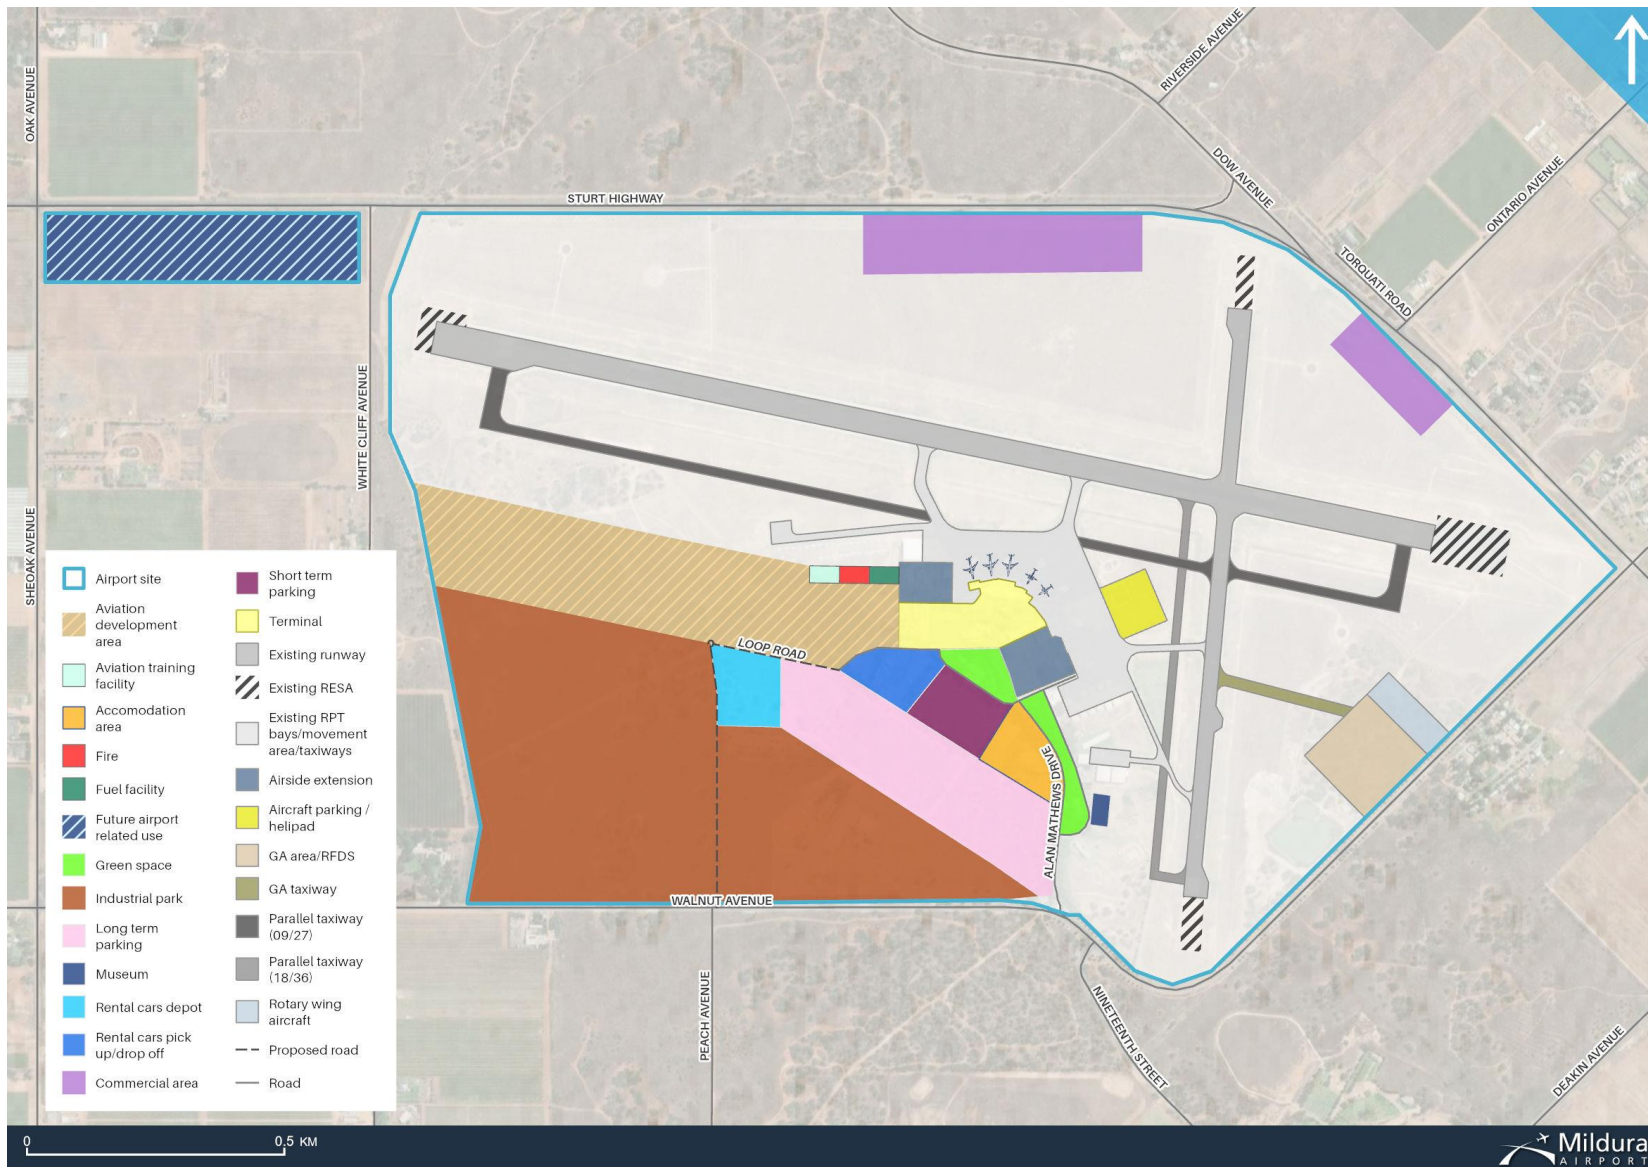 RIVERSIDE AVENUE
OAK AVENUE
DOW AVENUE
ONTARIO AVENUE
STURT HIGHWAY
TORQUATI ROAD
WHITE CLIFF AVENUE
SHEOAK AVENUE
LOOP ROAD
ALAN MATHEWS DRIVE
WALNUT AVENUE
PEACH AVENUE
NINETEENTH STREET
DEAKIN AVENUE
Airport site
Aviation
development
area
Aviation training
facility
Accomodation
area
Fire
Fuel facility
Future airport
related use
Green space
Industrial park
Long term
parking
Museum
Rental cars depot
Rental cars pick
up/drop off
Commercial area
Short term
parking
Terminal
Existing runway
Existing RESA
Existing RPT
bays/movement
area/taxiways
Airside extension
Aircraft parking /
helipad
GA area/RFDS
GA taxiway
Parallel taxiway
(09/27)
Parallel taxiway
(18/36)
Rotary wing
aircraft
Proposed road
Road
0 0.5 KM
Mildura
AIRPORT